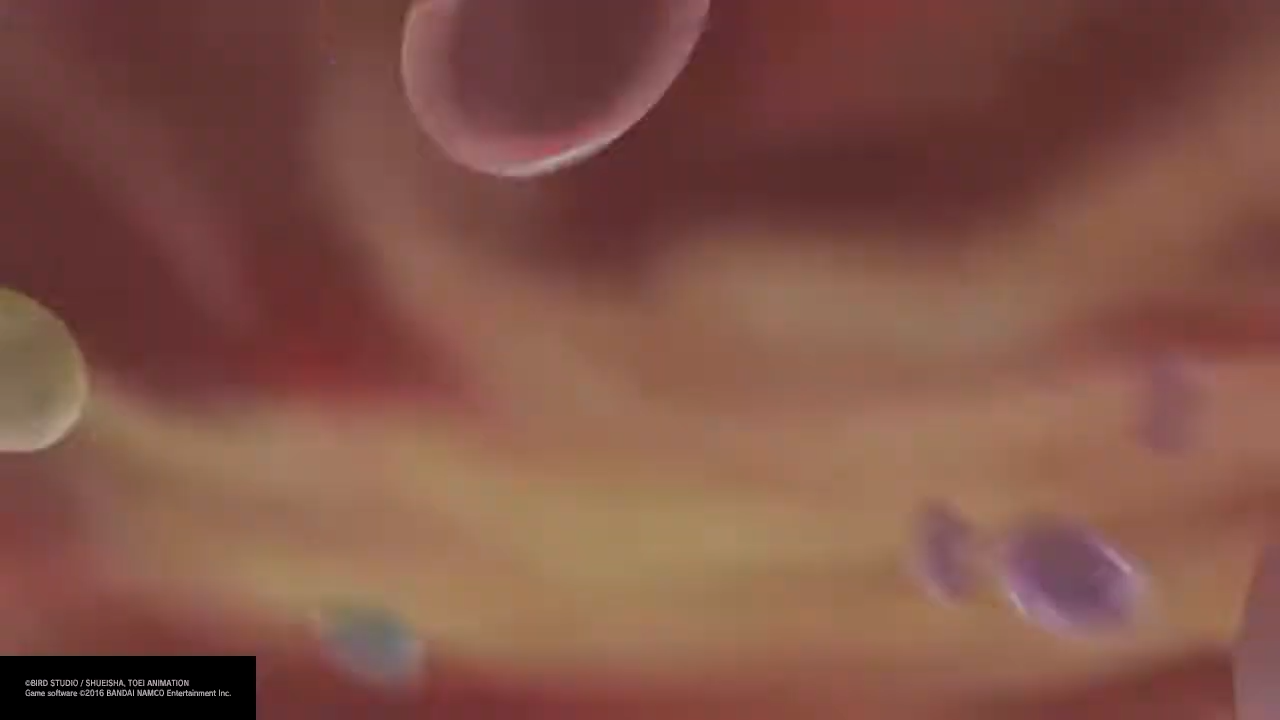 ©BIRD STUDIO / SHUEISHA, TOEI ANIMATION
Game software ©2016 BANDAI NAMCO Entertainment Inc.